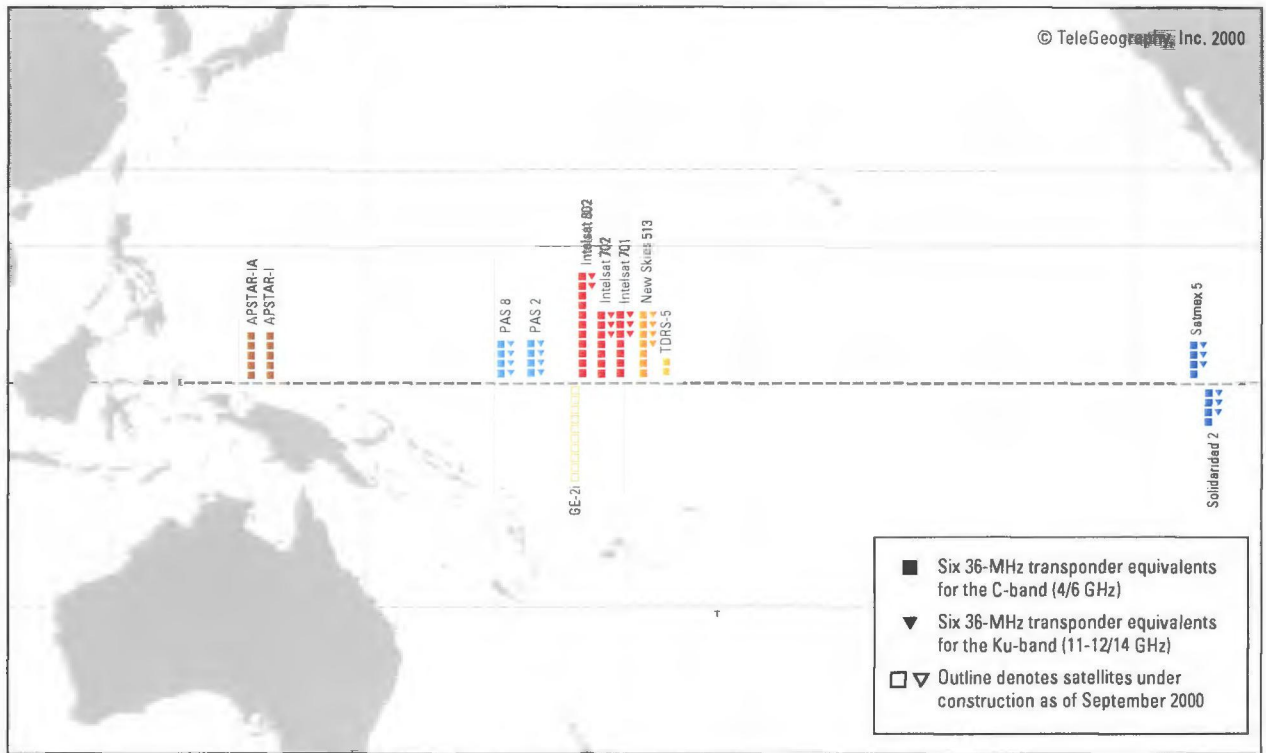 © TeleGeography, Inc. 2000
APSTAR-IA
APSTAR-I
PAS 8
PAS 2
Intelsat 802
Intelsat 702
Intelsat 701
New Skies 513
TDRS-5
GE-2i
Satmex 5
Solidaridad 2
Six 36-MHz transponder equivalents
for the C-band (4/6 GHz)
Six 36-MHz transponder equivalents
for the Ku-band (11-12/14 GHz)
Outline denotes satellites under
construction as of September 2000